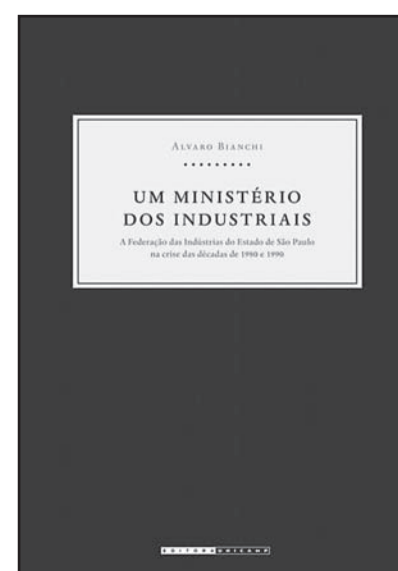 ALVARO BIANCHI
UM MINISTÉRIO
DOS INDUSTRIAIS
A Federação das Indústrias do Estado de São Paulo
na crise das décadas de 1980 e 1990
EDITORA UNICAMP